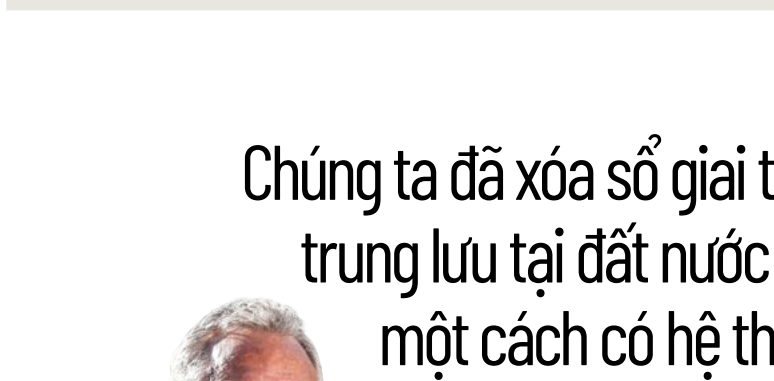 Chúng ta đã xóa sổ giai
trung lưu tại đất nước
một cách có hệ